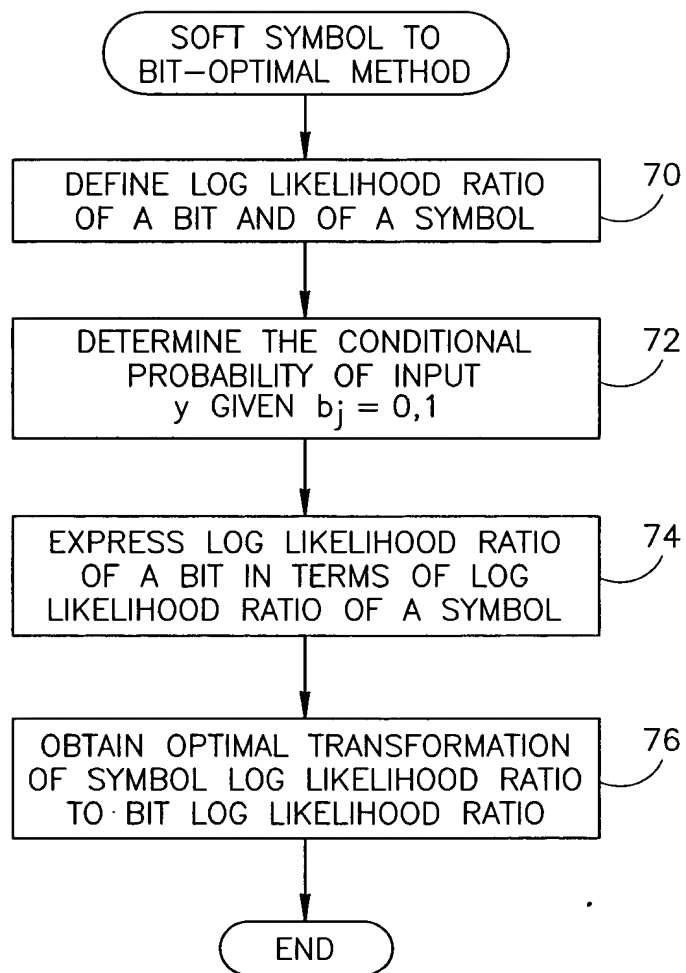 SOFT SYMBOL TO
BIT-OPTIMAL METHOD
DEFINE LOG LIKELIHOOD RATIO
OF A BIT AND OF A SYMBOL
70
DETERMINE THE CONDITIONAL
PROBABILITY OF INPUT
y GIVEN bj = 0,1
72
EXPRESS LOG LIKELIHOOD RATIO
OF A BIT IN TERMS OF LOG
LIKELIHOOD RATIO OF A SYMBOL
74
OBTAIN OPTIMAL TRANSFORMATION
OF SYMBOL LOG LIKELIHOOD RATIO
TO BIT LOG LIKELIHOOD RATIO
76
END